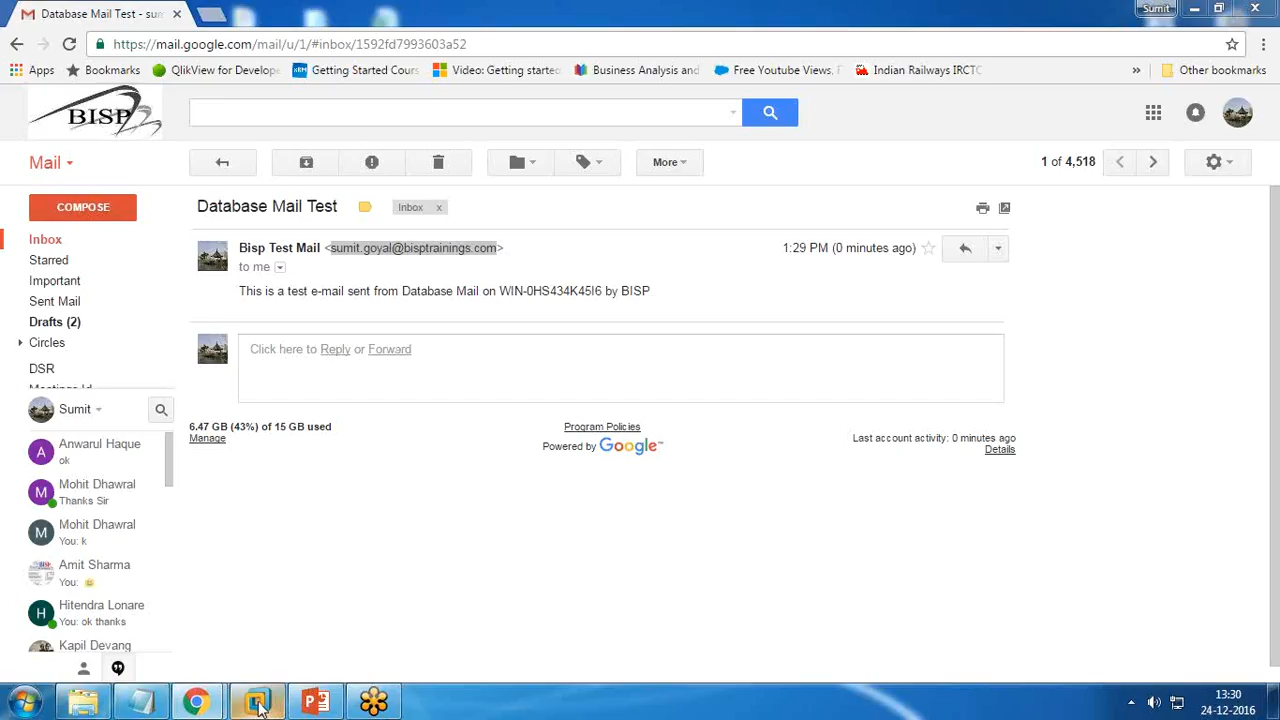 Database Mail Test - sum
Sumit
https://mail.google.com/mail/u/1/#inbox/1592fd7993603a52
Apps
Bookmarks
QlikView for Develope
Getting Started Cours
Video: Getting starte
Business Analysis and
Free Youtube Views, F
Indian Railways IRCTC
»
Other bookmarks
BISP
Mail
More
1 of 4,518
COMPOSE
Database Mail Test
Inbox x
Inbox
Starred
Important
Sent Mail
Drafts (2)
Circles
DSR
Bisp Test Mail <sumit.goyal@bisptrainings.com>
1:29 PM (0 minutes ago)
to me
This is a test e-mail sent from Database Mail on WIN-0HS434K45I6 by BISP
Click here to Reply or Forward
Sumit
Anwarul Haque
ok
Mohit Dhawral
Thanks Sir
Mohit Dhawral
You: k
Amit Sharma
You:
Hitendra Lonare
You: ok thanks
Kapil Devang
A
M
M
H
6.47 GB (43%) of 15 GB used
Manage
Program Policies
Powered by Google™
Last account activity: 0 minutes ago
Details
13:30
24-12-2016